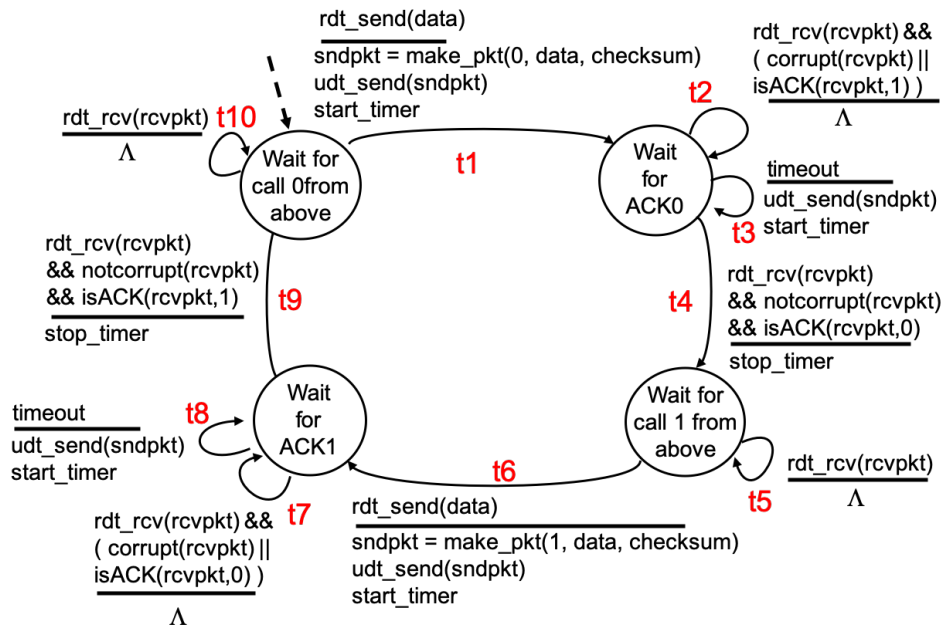 rdt_send(data)
sndpkt = make_pkt(0, data, checksum)
udt_send(sndpkt)
start_timer
rdt_rcv(rcvpkt) &&
( corrupt(rcvpkt) ||
isACK(rcvpkt,1) )
Λ
t2
rdt_rcv(rcvpkt)
Λ
t10
Wait for
call 0from
above
t1
Wait
for
ACK0
timeout
udt_send(sndpkt)
start_timer
t3
rdt_rcv(rcvpkt)
&& notcorrupt(rcvpkt)
&& isACK(rcvpkt,1)
stop_timer
t9
t4
rdt_rcv(rcvpkt)
&& notcorrupt(rcvpkt)
&& isACK(rcvpkt,0)
stop_timer
timeout
udt_send(sndpkt)
start_timer
t8
Wait
for
ACK1
Wait for
call 1 from
above
t6
rdt_rcv(rcvpkt)
Λ
t5
t7
rdt_rcv(rcvpkt) &&
( corrupt(rcvpkt) ||
isACK(rcvpkt,0) )
Λ
rdt_send(data)
sndpkt = make_pkt(1, data, checksum)
udt_send(sndpkt)
start_timer